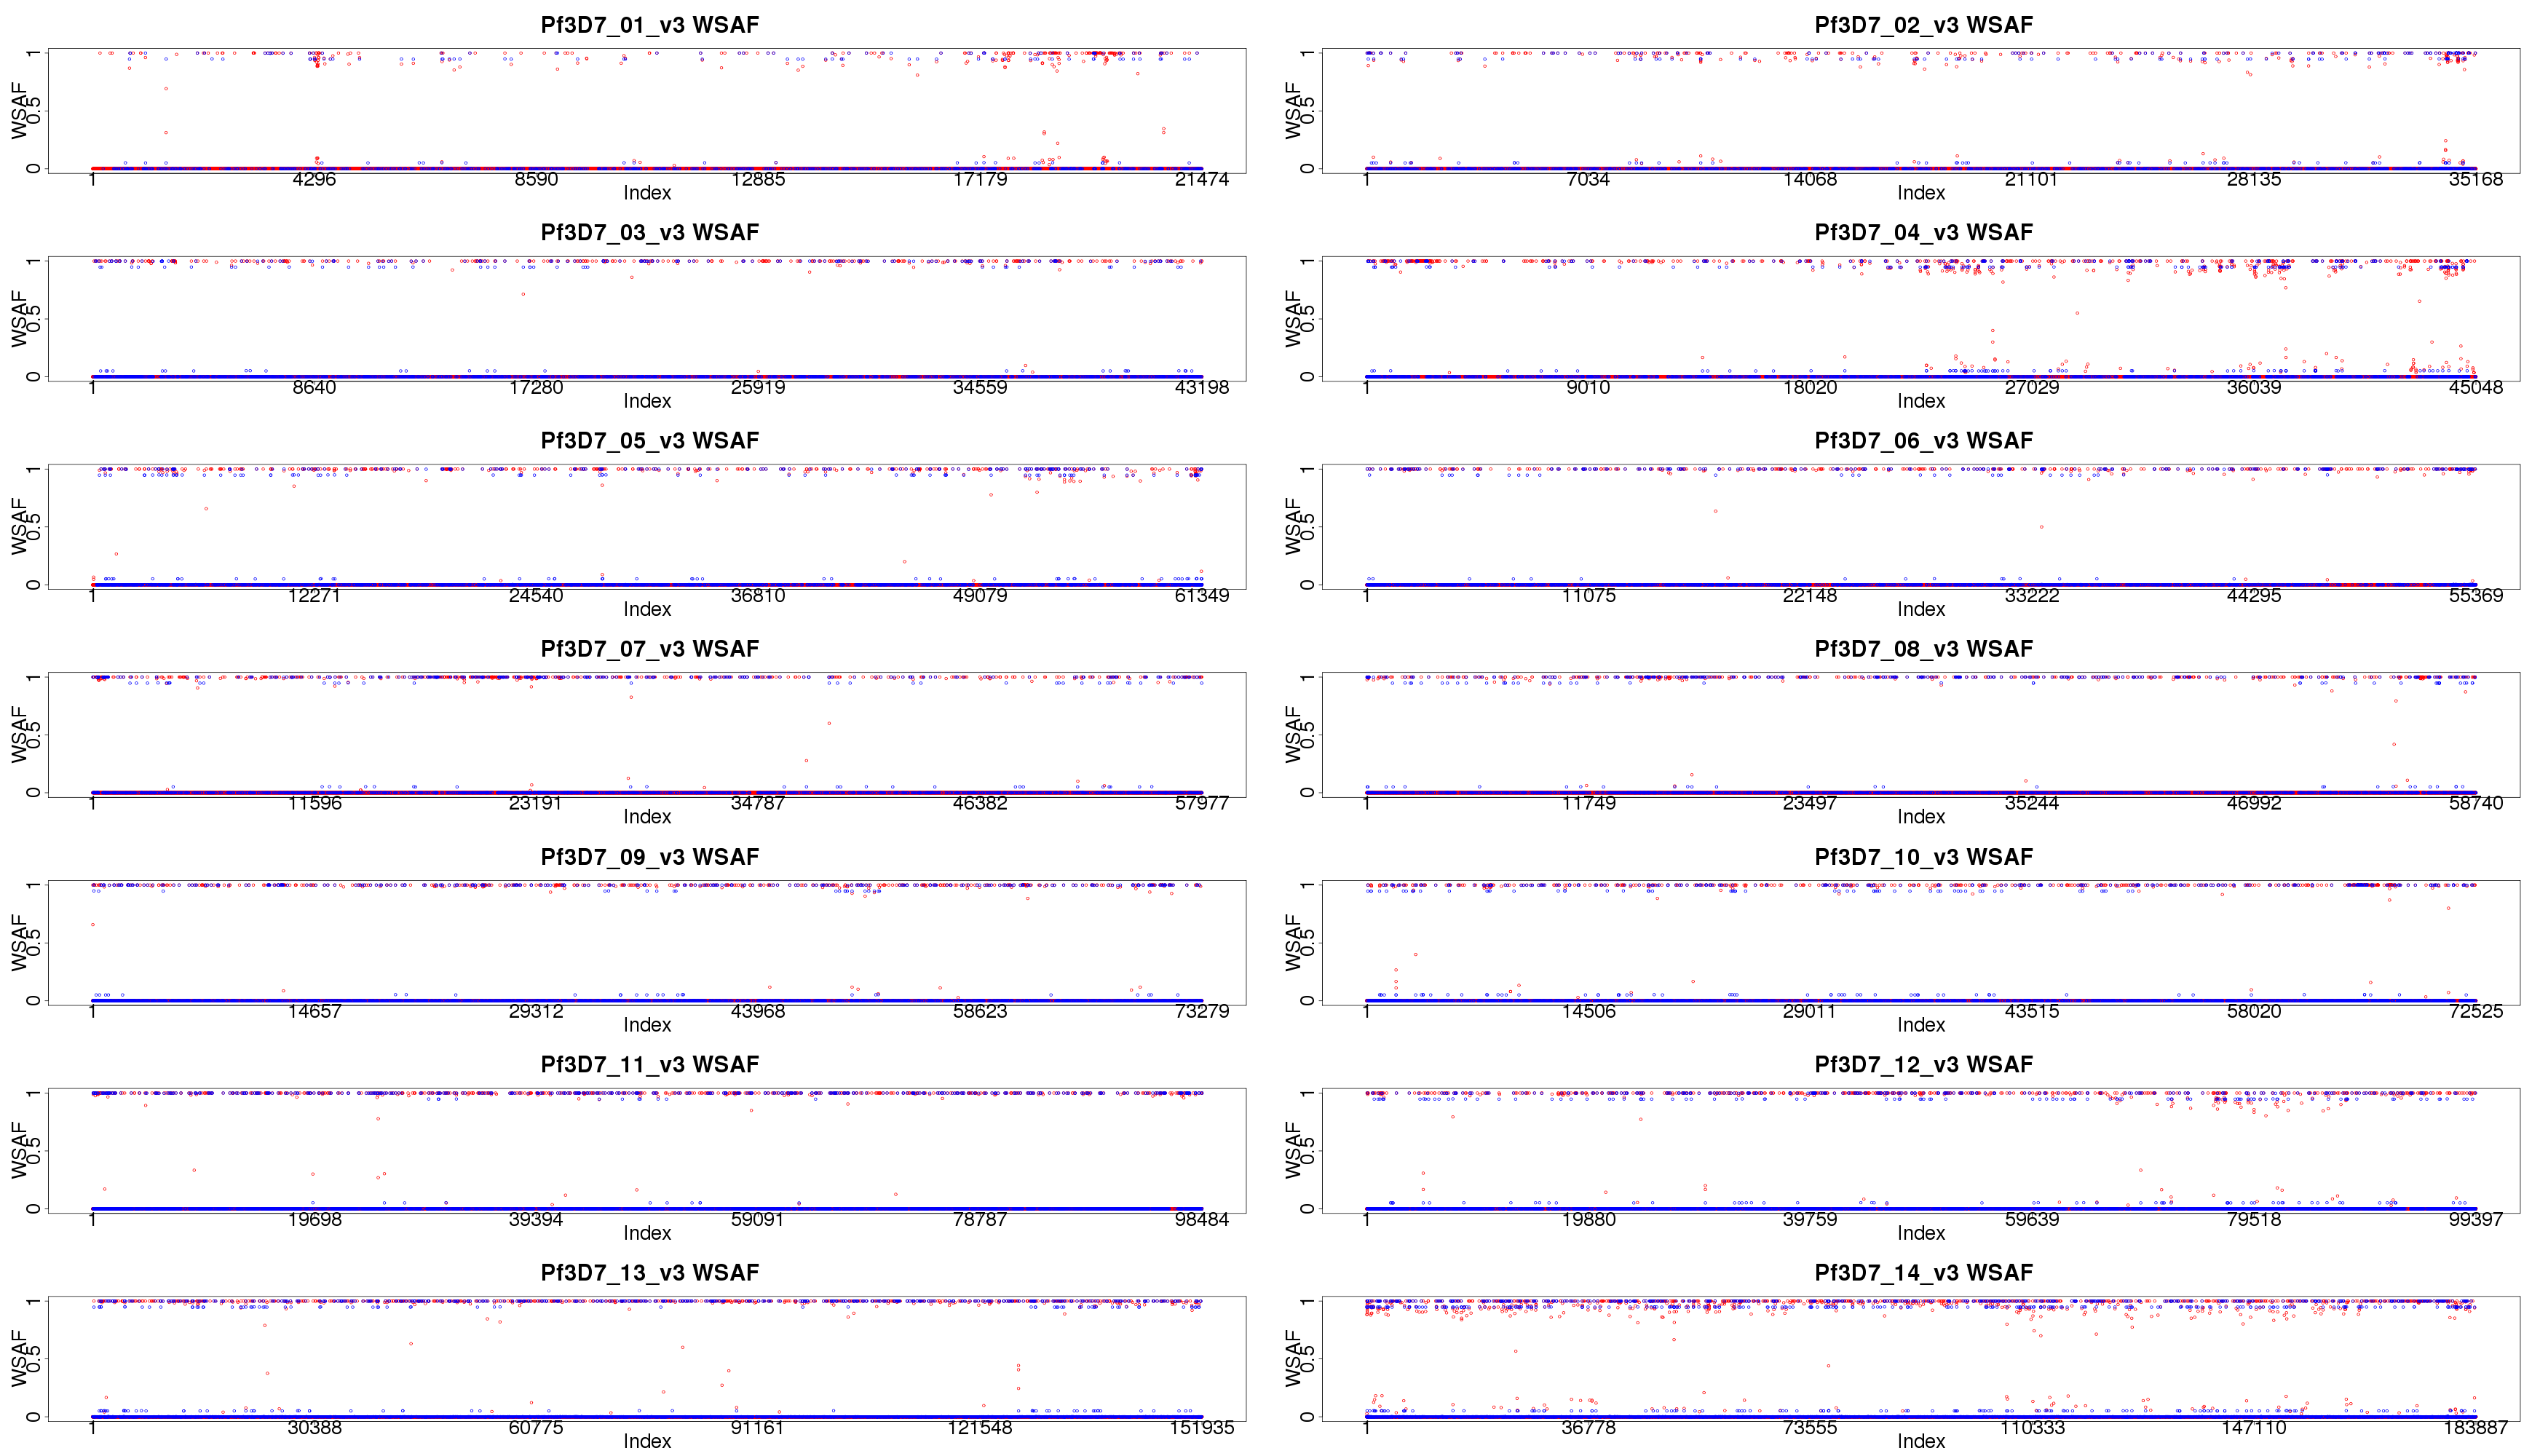 Pf3D7_01_v3 WSAF
WSAF
0 0.5 1
1 4296 8590 12885 17179 21474
Index
Pf3D7_02_v3 WSAF
WSAF
0 0.5 1
1 7034 14068 21101 28135 35168
Index
Pf3D7_03_v3 WSAF
WSAF
0 0.5 1
1 8640 17280 25919 34559 43198
Index
Pf3D7_04_v3 WSAF
WSAF
0 0.5 1
1 9010 18020 27029 36039 45048
Index
Pf3D7_05_v3 WSAF
WSAF
0 0.5 1
1 12271 24540 36810 49079 61349
Index
Pf3D7_06_v3 WSAF
WSAF
0 0.5 1
1 11075 22148 33222 44295 55369
Index
Pf3D7_07_v3 WSAF
WSAF
0 0.5 1
1 11596 23191 34787 46382 57977
Index
Pf3D7_08_v3 WSAF
WSAF
0 0.5 1
1 11749 23497 35244 46992 58740
Index
Pf3D7_09_v3 WSAF
WSAF
0 0.5 1
1 14657 29312 43968 58623 73279
Index
Pf3D7_10_v3 WSAF
WSAF
0 0.5 1
1 14506 29011 43515 58020 72525
Index
Pf3D7_11_v3 WSAF
WSAF
0 0.5 1
1 19698 39394 59091 78787 98484
Index
Pf3D7_12_v3 WSAF
WSAF
0 0.5 1
1 19880 39759 59639 79518 99397
Index
Pf3D7_13_v3 WSAF
WSAF
0 0.5 1
1 30388 60775 91161 121548 151935
Index
Pf3D7_14_v3 WSAF
WSAF
0 0.5 1
1 36778 73555 110333 147110 183887
Index